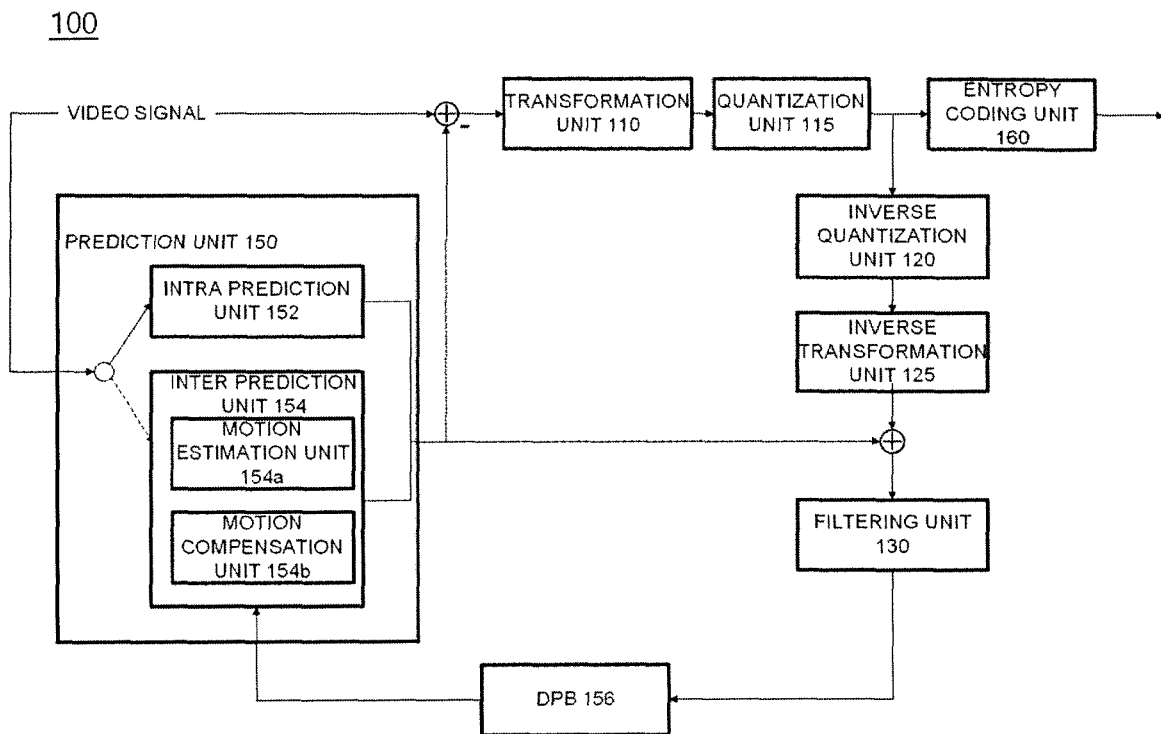 100
VIDEO SIGNAL
-
TRANSFORMATION
UNIT 110
QUANTIZATION
UNIT 115
ENTROPY
CODING UNIT
160
INVERSE
QUANTIZATION
UNIT 120
INVERSE
TRANSFORMATION
UNIT 125
PREDICTION UNIT 150
INTRA PREDICTION
UNIT 152
INTER PREDICTION
UNIT 154
MOTION
ESTIMATION UNIT
154a
MOTION
COMPENSATION
UNIT 154b
FILTERING UNIT
130
DPB 156